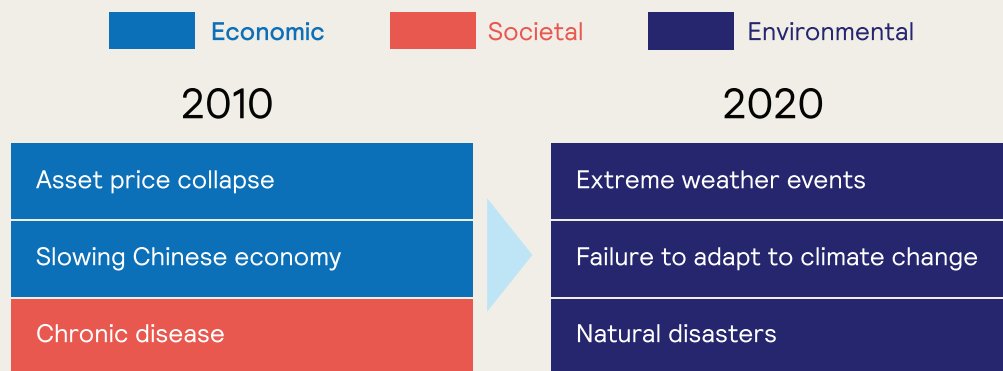 Economic
Societal
Environmental
2010
Asset price collapse
Slowing Chinese economy
Chronic disease
2020
Extreme weather events
Failure to adapt to climate change
Natural disasters